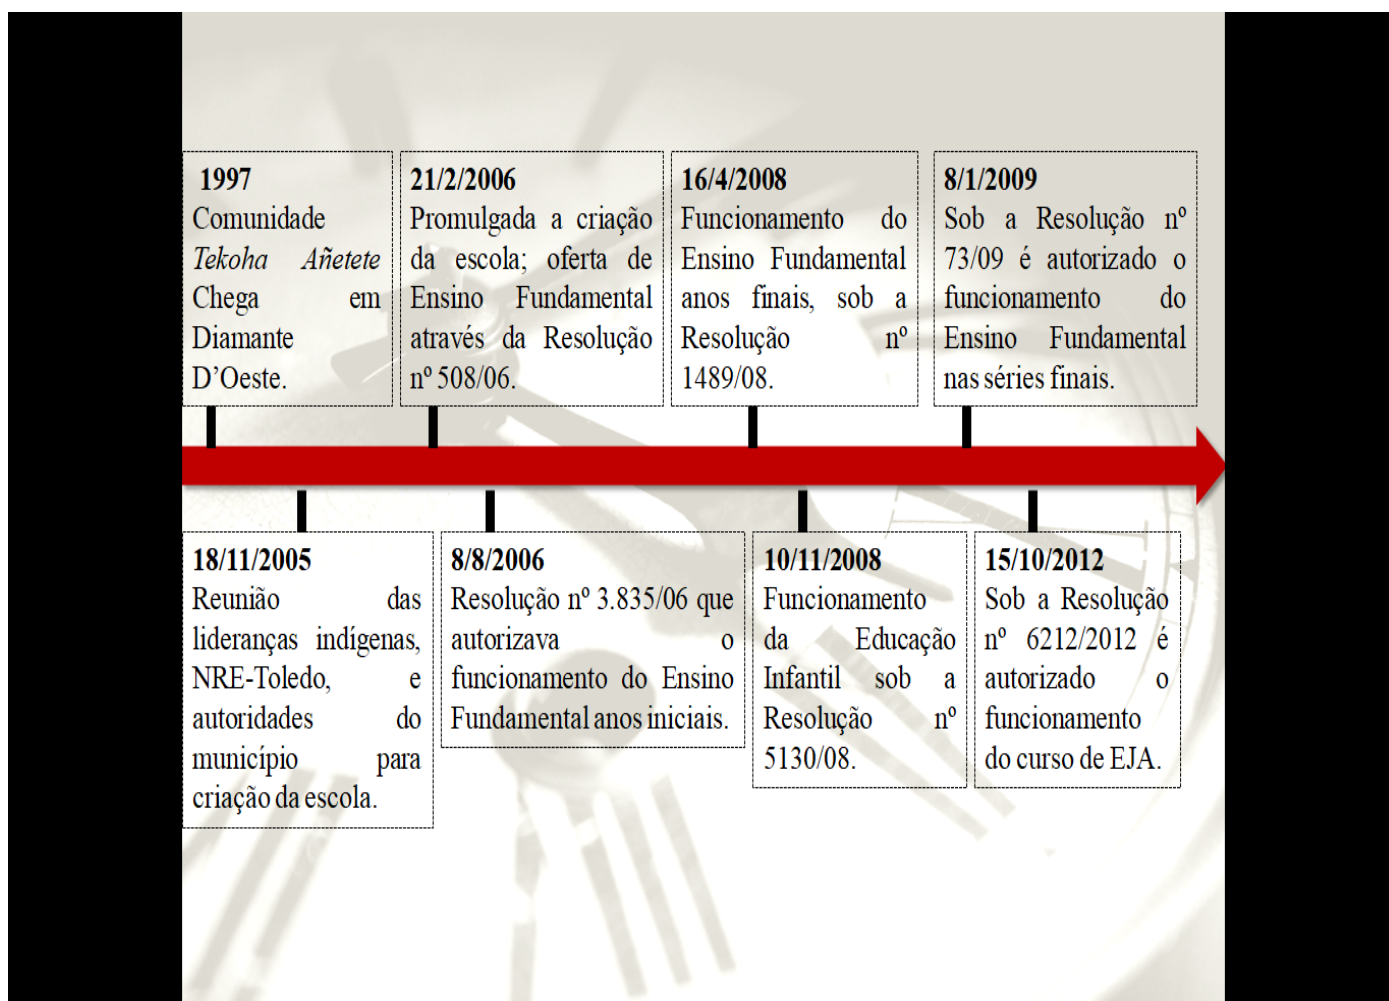 1997
Comunidade
Tekoha Añetete
Chega em
Diamante
D’Oeste.
21/2/2006
Promulgada a criação
da escola; oferta de
Ensino Fundamental
através da Resolução
nº 508/06.
16/4/2008
Funcionamento do
Ensino Fundamental
anos finais, sob a
Resolução nº
1489/08.
8/1/2009
Sob a Resolução nº
73/09 é autorizado o
funcionamento do
Ensino Fundamental
nas séries finais.
18/11/2005
Reunião das
lideranças indígenas,
NRE-Toledo, e
autoridades do
município para
criação da escola.
8/8/2006
Resolução nº 3.835/06 que
autorizava o
funcionamento do Ensino
Fundamental anos iniciais.
10/11/2008
Funcionamento
da Educação
Infantil sob a
Resolução nº
5130/08.
15/10/2012
Sob a Resolução
nº 6212/2012 é
autorizado o
funcionamento
do curso de EJA.